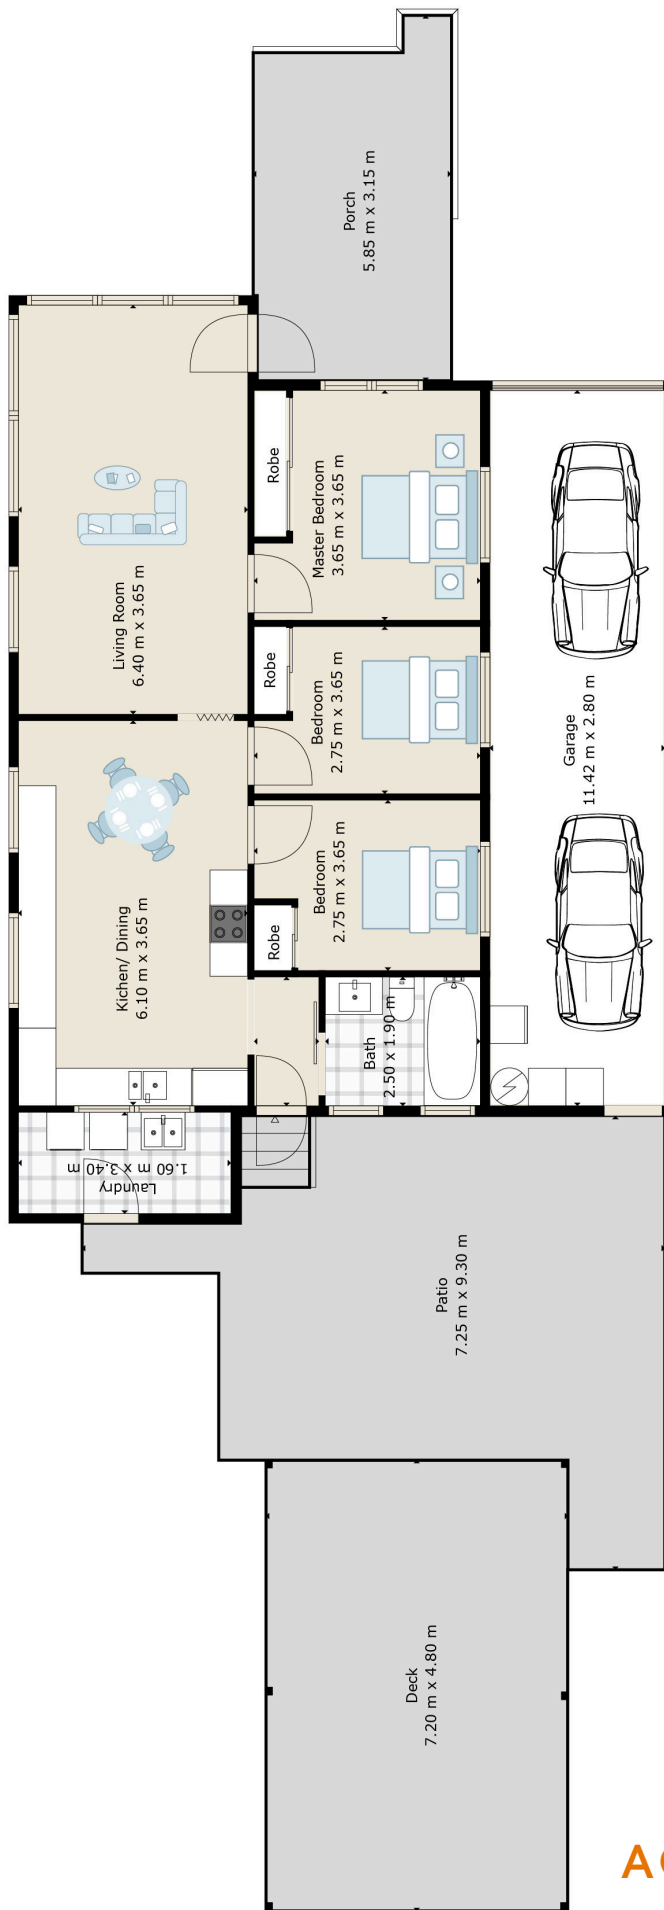 Porch
5.85 m x 3.15 m
Living Room
6.40 m x 3.65 m
Robe
Master Bedroom
3.65 m x 3.65 m
Robe
Bedroom
2.75 m x 3.65 m
Garage
11.42 m x 2.80 m
Kichen/ Dining
6.10 m x 3.65 m
Bedroom
2.75 m x 3.65 m
Robe
Bath
2.50 x 1.90 m
Laundry
1.60 m x 3.40 m
Patio
7.25 m x 9.30 m
Deck
7.20 m x 4.80 m